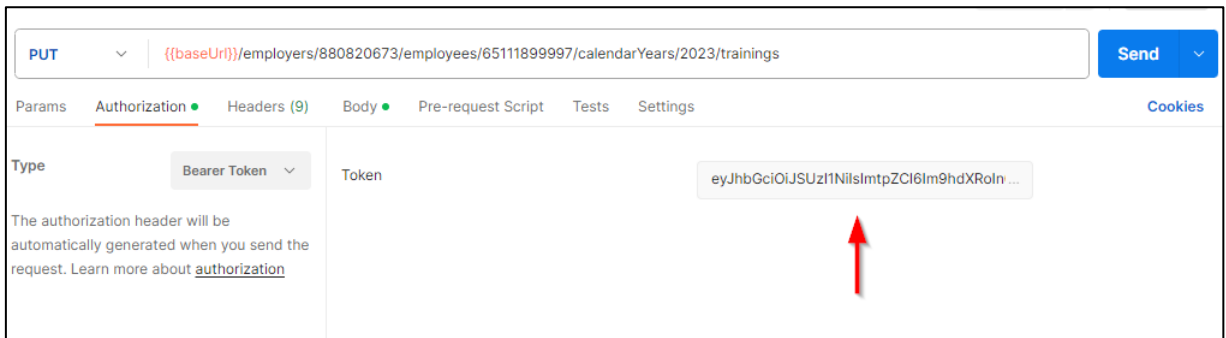 PUT {{baseUrl}}/employers/880820673/employees/65111899997/calendarYears/2023/trainings Send
Params Authorization Headers (9) Body Pre-request Script Tests Settings Cookies
Type Bearer Token Token eyJhbGciOiJSUzI1NiIsImtpZCI6Im9hdXRoIn...
The authorization header will be
automatically generated when you send the
request. Learn more about authorization